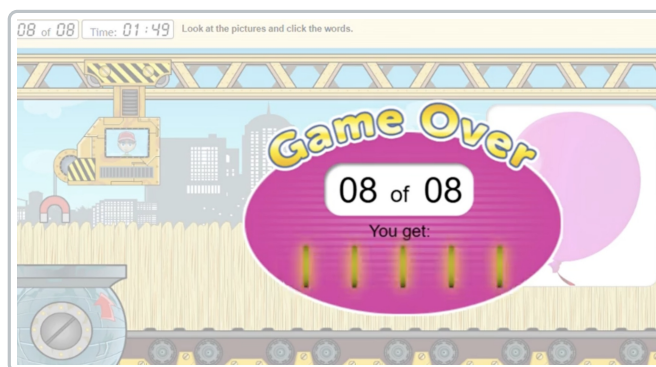 08 of 08 Time: 01:49 Look at the pictures and click the words.
Game Over
08 of 08
You get: